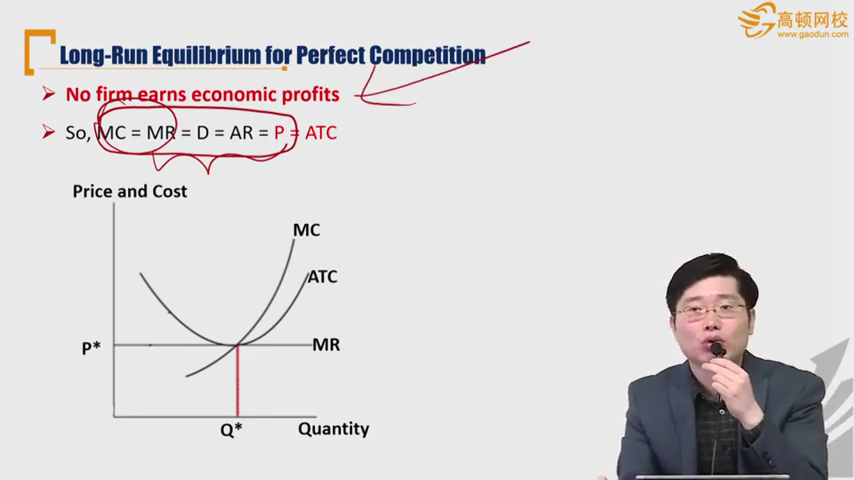 高顿网校
www.gaodun.com
Long-Run Equilibrium for Perfect Competition
No firm earns economic profits
So, MC = MR = D = AR = P = ATC
Price and Cost
MC
ATC
P*
MR
Q*
Quantity